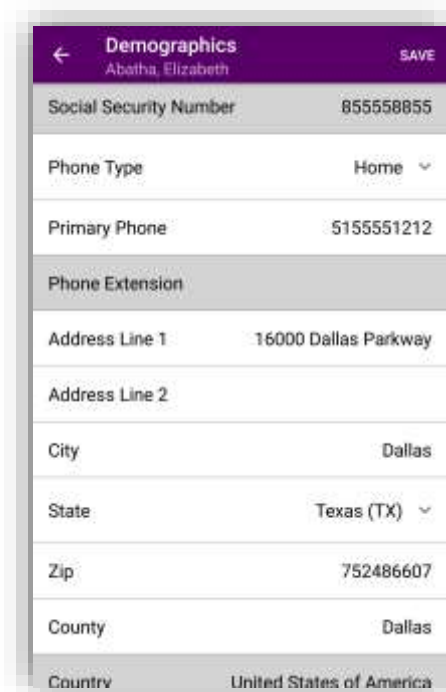 Demographics
Abatha, Elizabeth
SAVE
Social Security Number 855558855
Phone Type Home
Primary Phone 5155551212
Phone Extension
Address Line 1 16000 Dallas Parkway
Address Line 2
City Dallas
State Texas (TX)
Zip 752486607
County Dallas
Country United States of America